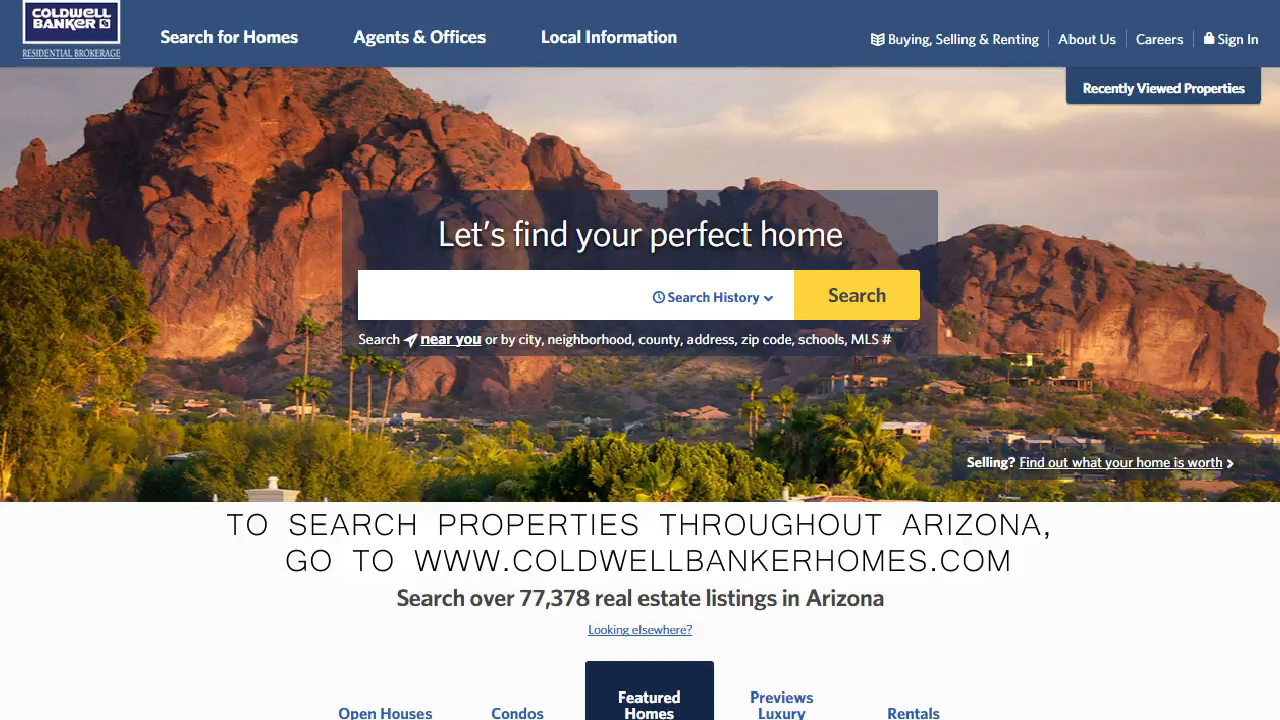 COLDWELL
BANKER
RESIDENTIAL BROKERAGE
Search for Homes
Agents & Offices
Local Information
Buying, Selling & Renting
About Us
Careers
Sign In
Recently Viewed Properties
Let's find your perfect home
Search History
Search
Search near you or by city, neighborhood, county, address, zip code, schools, MLS #
Selling? Find out what your home is worth
TO SEARCH PROPERTIES THROUGHOUT ARIZONA,
GO TO WWW.COLDWELLBANKERHOMES.COM
Search over 77,378 real estate listings in Arizona
Looking elsewhere?
Open Houses
Condos
Featured
Homes
Previews
Luxury
Rentals